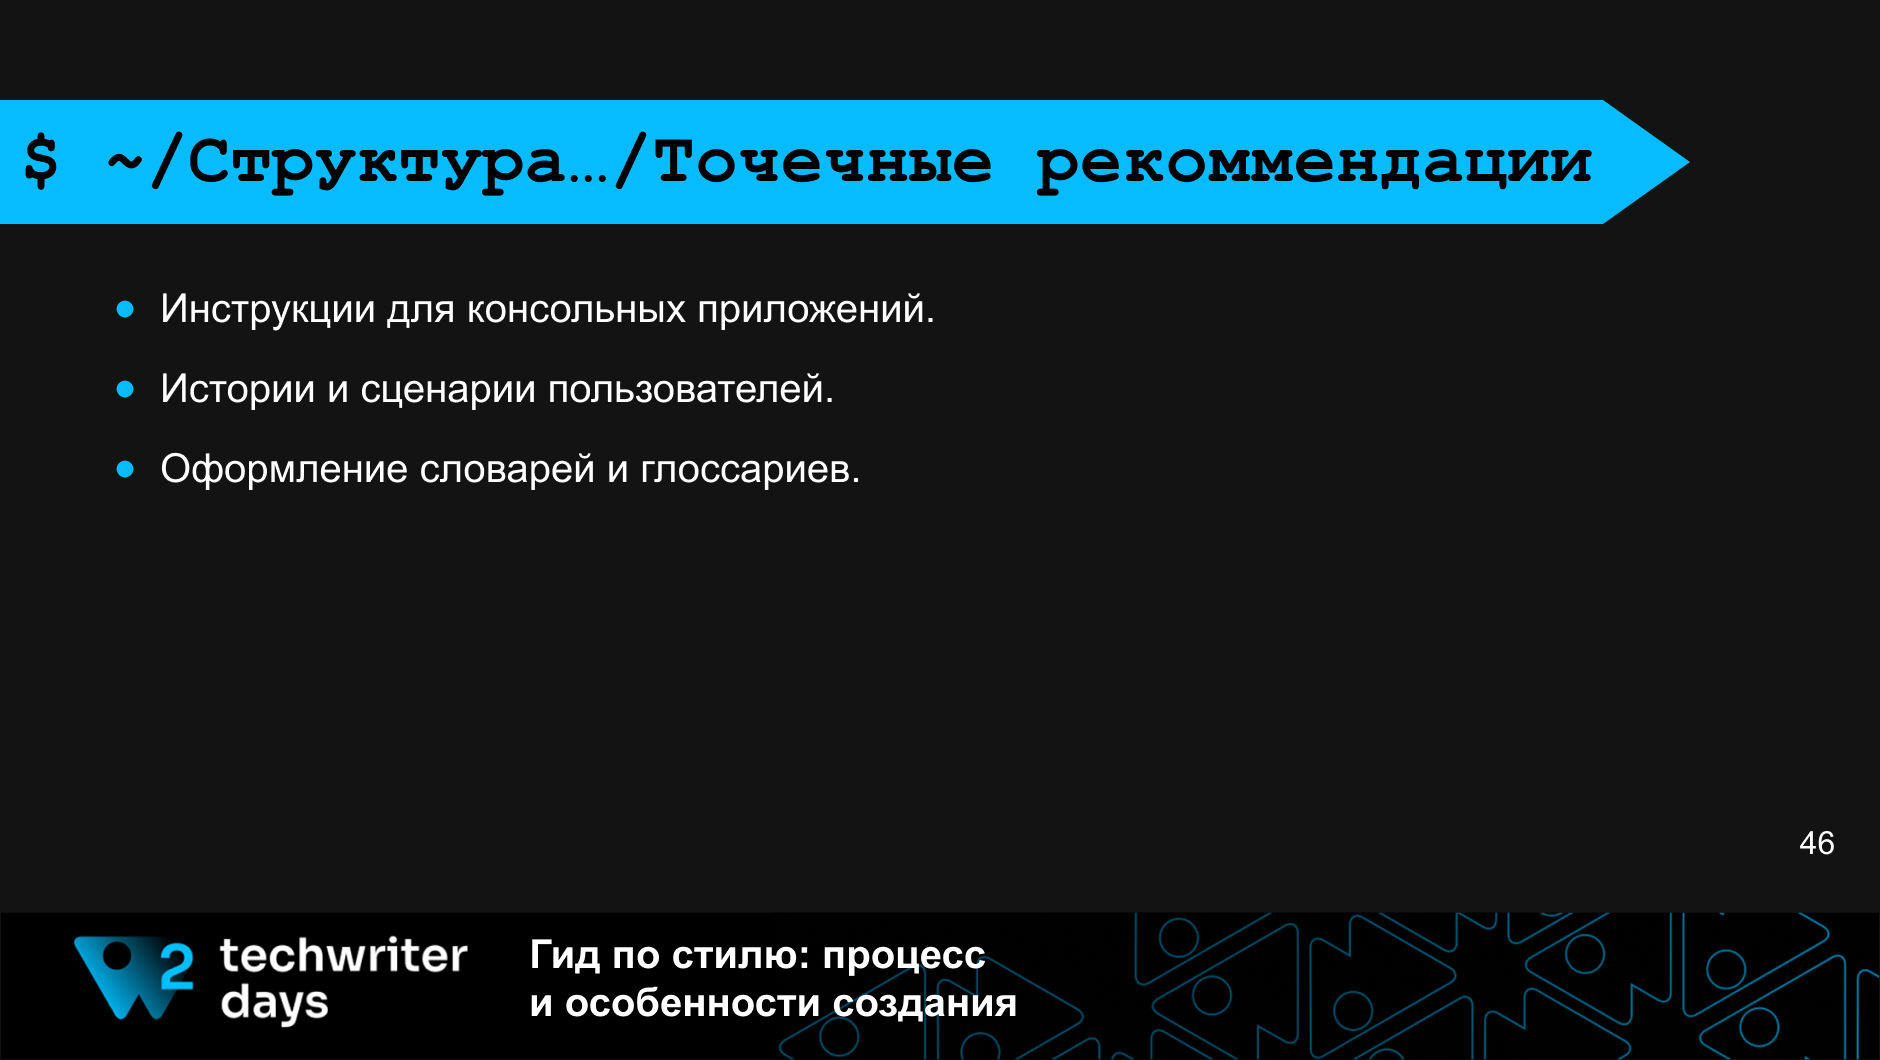 $ ~/Структура…/Точечные рекоммендации
● Инструкции для консольных приложений.
● Истории и сценарии пользователей.
● Оформление словарей и глоссариев.
46
2
techwriter
days
Гид по стилю: процесс
и особенности создания